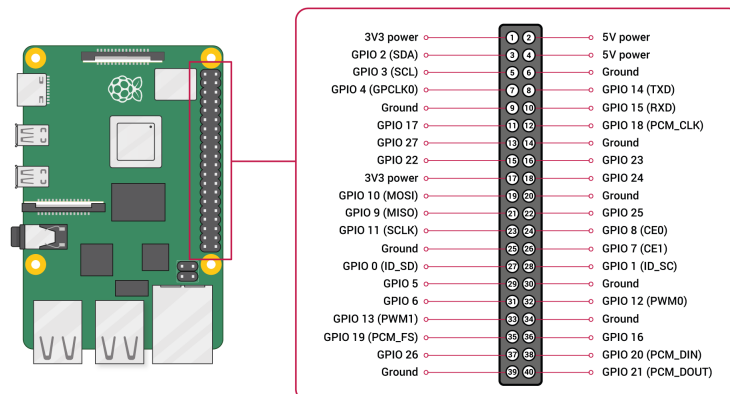 3V3 power 1 2 5V power
GPIO 2 (SDA) 3 4 5V power
GPIO 3 (SCL) 5 6 Ground
GPIO 4 (GPCLK0) 7 8 GPIO 14 (TXD)
Ground 9 10 GPIO 15 (RXD)
GPIO 17 11 12 GPIO 18 (PCM_CLK)
GPIO 27 13 14 Ground
GPIO 22 15 16 GPIO 23
3V3 power 17 18 GPIO 24
GPIO 10 (MOSI) 19 20 Ground
GPIO 9 (MISO) 21 22 GPIO 25
GPIO 11 (SCLK) 23 24 GPIO 8 (CE0)
Ground 25 26 GPIO 7 (CE1)
GPIO 0 (ID_SD) 27 28 GPIO 1 (ID_SC)
GPIO 5 29 30 Ground
GPIO 6 31 32 GPIO 12 (PWM0)
GPIO 13 (PWM1) 33 34 Ground
GPIO 19 (PCM_FS) 35 36 GPIO 16
GPIO 26 37 38 GPIO 20 (PCM_DIN)
Ground 39 40 GPIO 21 (PCM_DOUT)